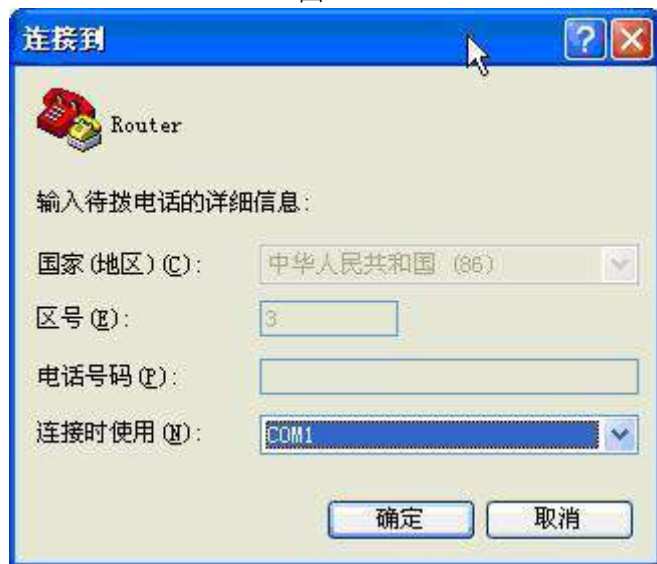 连接到
Router
输入待拨电话的详细信息:
国家(地区)(C): 中华人民共和国 (86)
区号(E): 3
电话号码(P):
连接时使用(N): COM1
确定 取消